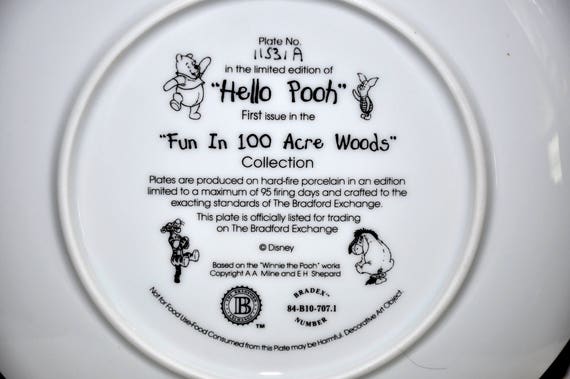 Plate No.
11531A
in the limited edition of
"Hello Pooh"
First issue in the
"Fun In 100 Acre Woods"
Collection
Plates are produced on hard-fire porcelain in an edition
limited to a maximum of 95 firing days and crafted to the
exacting standards of The Bradford Exchange.
This plate is officially listed for trading
on The Bradford Exchange
© Disney
Based on the "Winnie the Pooh" works
Copyright A.A. Milne and E.H. Shepard
B
TM
BRADEX™
84-B10-707.1
NUMBER
Not for Food Use-Food Consumed from this Plate may be Harmful. Decorative Art Object.